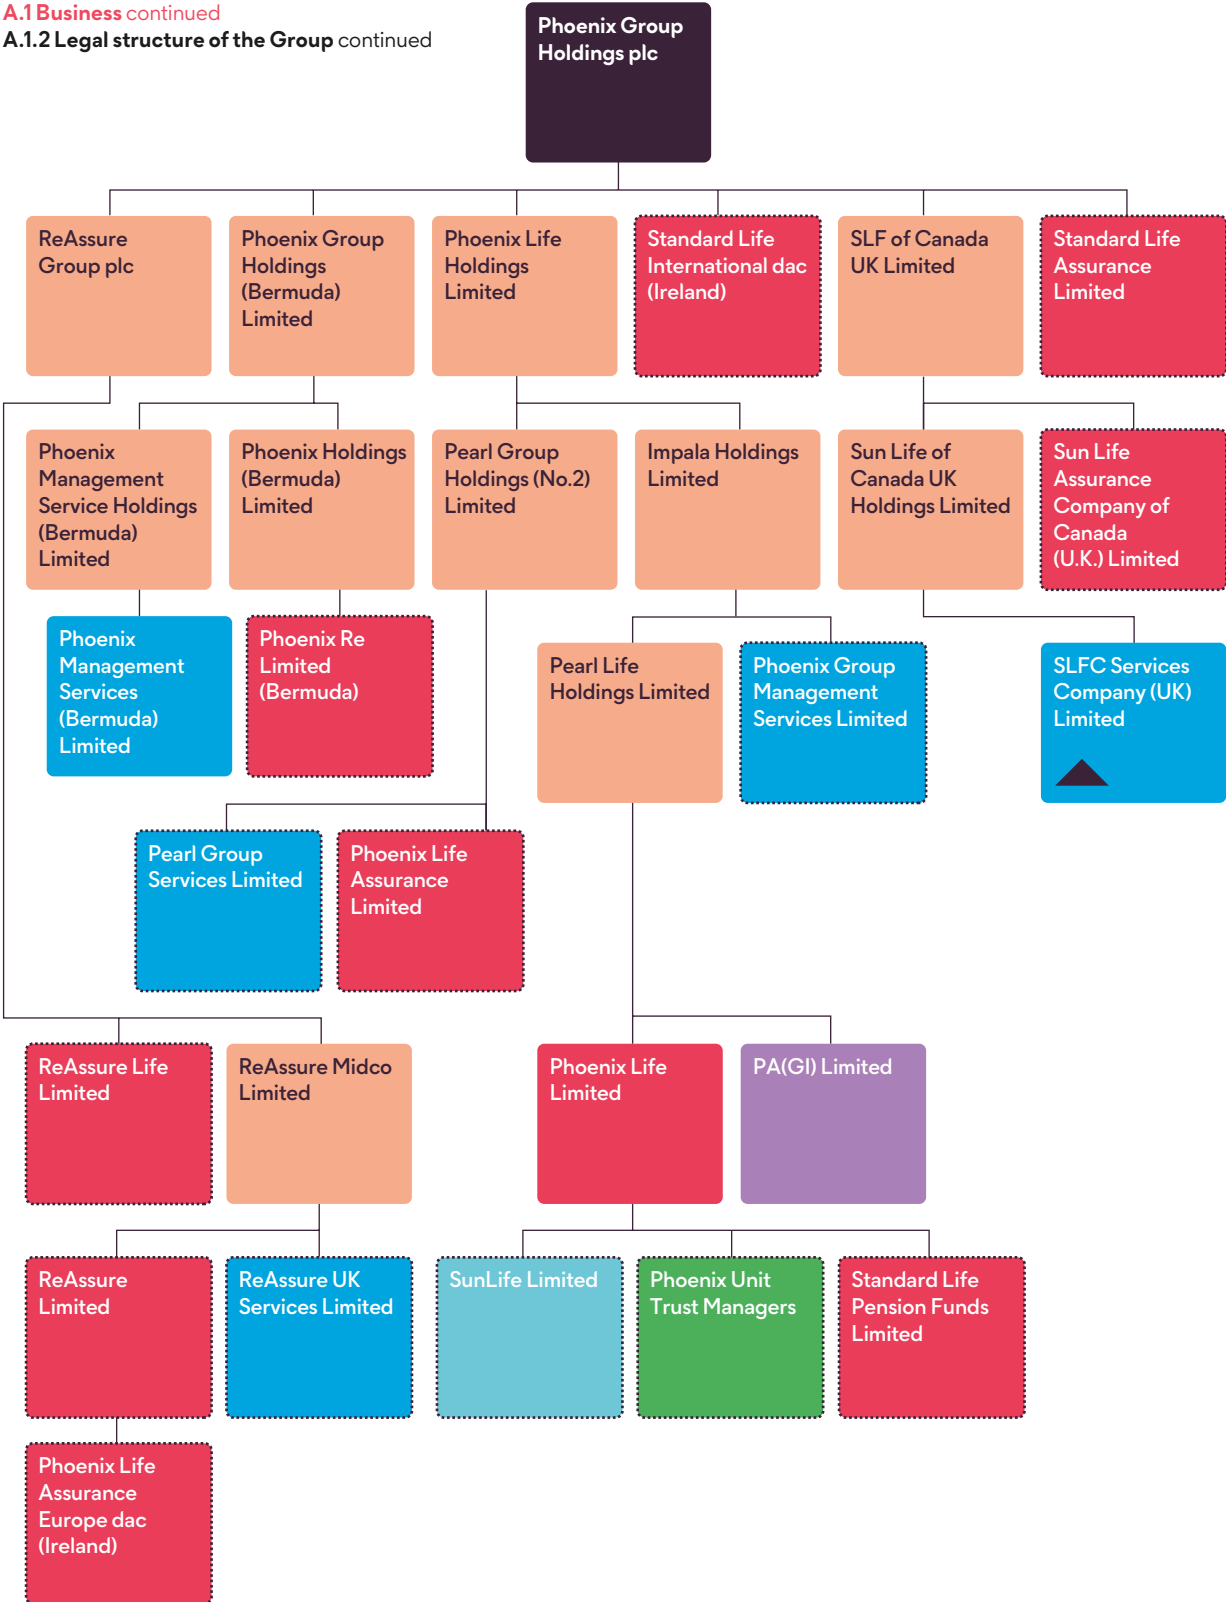 A.1 Business continued
A.1.2 Legal structure of the Group continued
Phoenix Group
Holdings plc
ReAssure
Group plc
Phoenix Group
Holdings
(Bermuda)
Limited
Phoenix Life
Holdings
Limited
Standard Life
International dac
(Ireland)
SLF of Canada
UK Limited
Standard Life
Assurance
Limited
Phoenix
Management
Service Holdings
(Bermuda)
Limited
Phoenix Holdings
(Bermuda)
Limited
Pearl Group
Holdings (No.2)
Limited
Impala Holdings
Limited
Sun Life of
Canada UK
Holdings Limited
Sun Life
Assurance
Company of
Canada
(U.K.) Limited
Phoenix
Management
Services
(Bermuda)
Limited
Phoenix Re
Limited
(Bermuda)
Pearl Life
Holdings Limited
Phoenix Group
Management
Services Limited
SLFC Services
Company (UK)
Limited
Pearl Group
Services Limited
Phoenix Life
Assurance
Limited
ReAssure Life
Limited
ReAssure Midco
Limited
Phoenix Life
Limited
PA(GI) Limited
ReAssure
Limited
ReAssure UK
Services Limited
SunLife Limited
Phoenix Unit
Trust Managers
Standard Life
Pension Funds
Limited
Phoenix Life
Assurance
Europe dac
(Ireland)